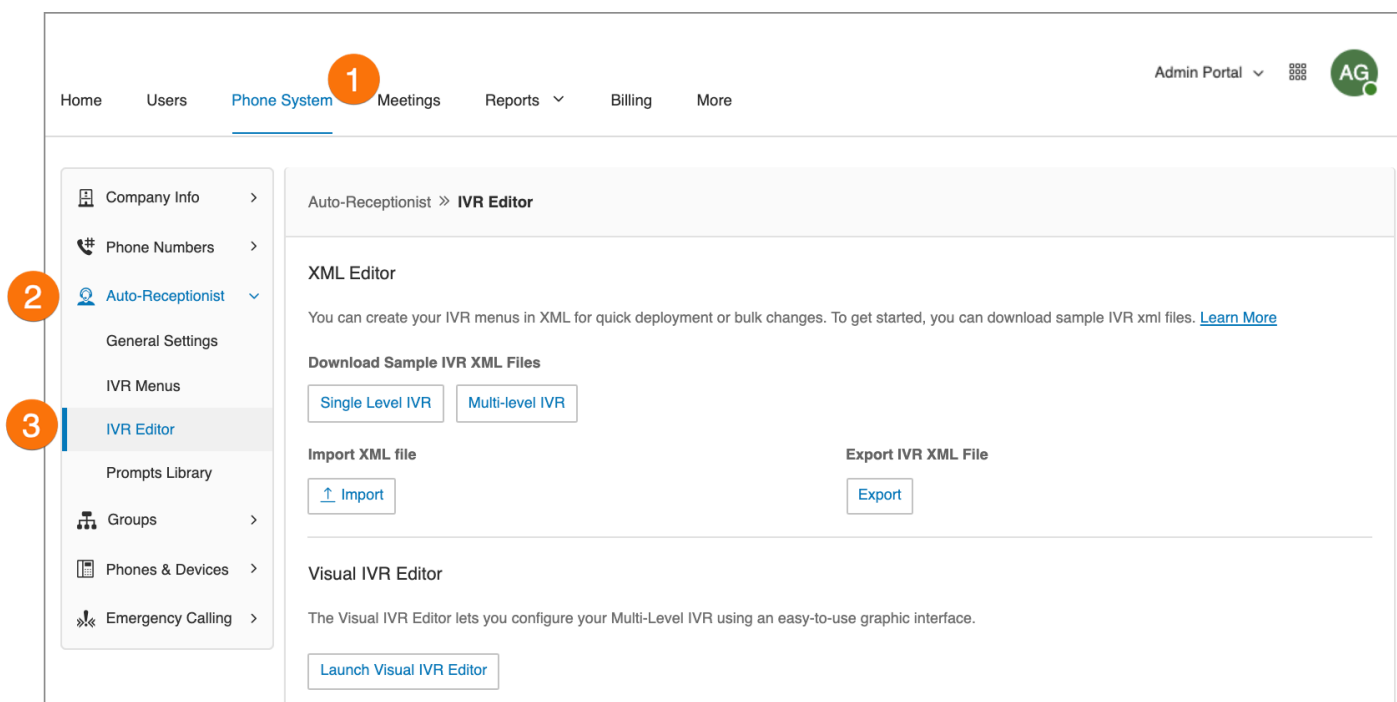 Admin Portal
AG
1
Home Users Phone System Meetings Reports Billing More
Company Info
Auto-Receptionist » IVR Editor
Phone Numbers
XML Editor
2
Auto-Receptionist
You can create your IVR menus in XML for quick deployment or bulk changes. To get started, you can download sample IVR xml files. Learn More
General Settings
Download Sample IVR XML Files
IVR Menus
Single Level IVR Multi-level IVR
3
IVR Editor
Import XML file Export IVR XML File
Prompts Library
Import Export
Groups
Phones & Devices
Visual IVR Editor
Emergency Calling
The Visual IVR Editor lets you configure your Multi-Level IVR using an easy-to-use graphic interface.
Launch Visual IVR Editor